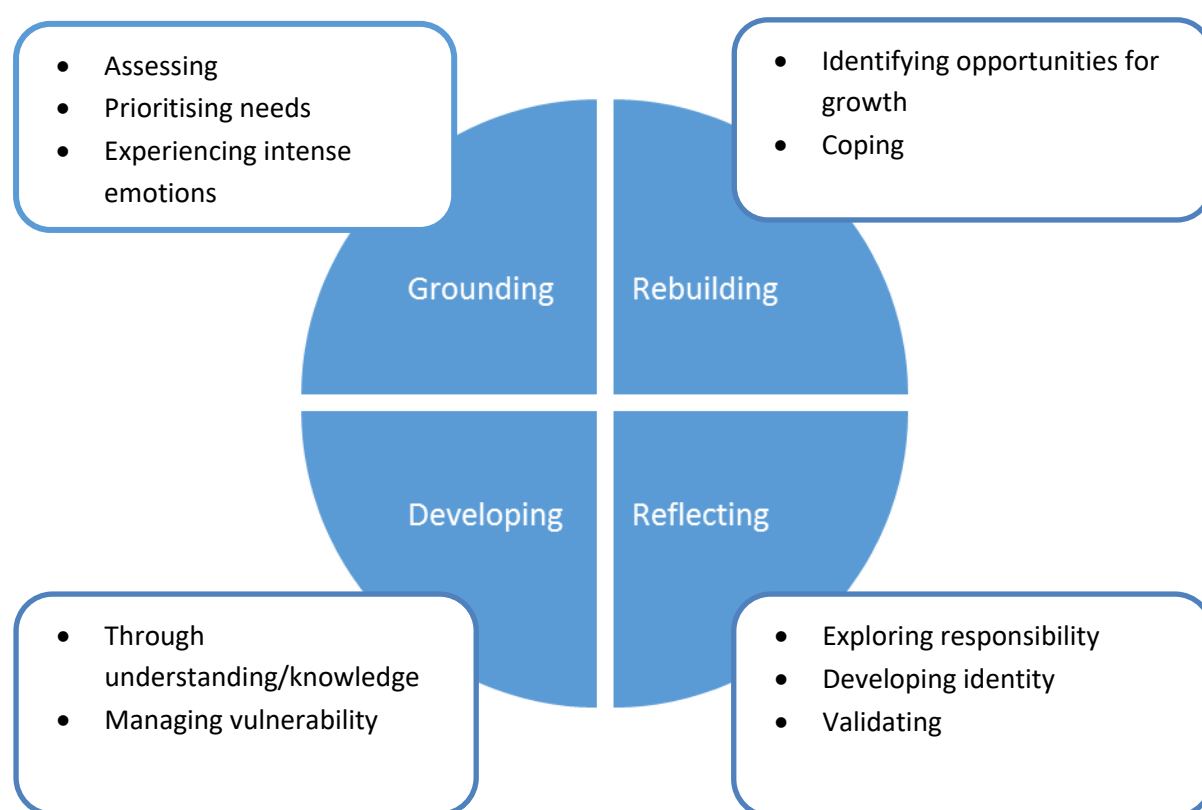 • Assessing
• Prioritising needs
• Experiencing intense
emotions
• Identifying opportunities for
growth
• Coping
Grounding
Rebuilding
Developing
Reflecting
• Through
understanding/knowledge
• Managing vulnerability
• Exploring responsibility
• Developing identity
• Validating